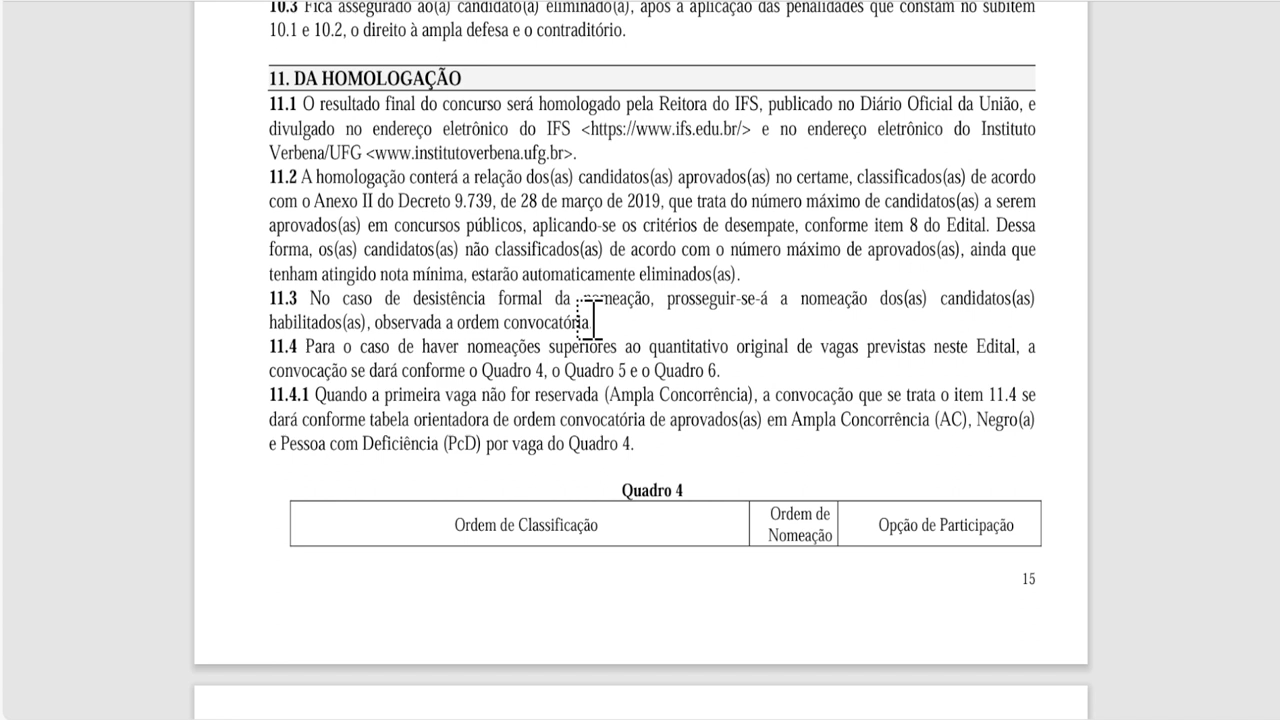 10.3 Fica assegurado ao(a) candidato(a) eliminado(a), após a aplicação das penalidades que constam no subitem
10.1 e 10.2, o direito à ampla defesa e o contraditório.
11. DA HOMOLOGAÇÃO
11.1 O resultado final do concurso será homologado pela Reitora do IFS, publicado no Diário Oficial da União, e
divulgado no endereço eletrônico do IFS <https://www.ifs.edu.br/> e no endereço eletrônico do Instituto
Verbena/UFG <www.institutoverbena.ufg.br>.
11.2 A homologação conterá a relação dos(as) candidatos(as) aprovados(as) no certame, classificados(as) de acordo
com o Anexo II do Decreto 9.739, de 28 de março de 2019, que trata do número máximo de candidatos(as) a serem
aprovados(as) em concursos públicos, aplicando-se os critérios de desempate, conforme item 8 do Edital. Dessa
forma, os(as) candidatos(as) não classificados(as) de acordo com o número máximo de aprovados(as), ainda que
tenham atingido nota mínima, estarão automaticamente eliminados(as).
11.3 No caso de desistência formal da nomeação, prosseguir-se-á a nomeação dos(as) candidatos(as)
habilitados(as), observada a ordem convocatória.
11.4 Para o caso de haver nomeações superiores ao quantitativo original de vagas previstas neste Edital, a
convocação se dará conforme o Quadro 4, o Quadro 5 e o Quadro 6.
11.4.1 Quando a primeira vaga não for reservada (Ampla Concorrência), a convocação que se trata o item 11.4 se
dará conforme tabela orientadora de ordem convocatória de aprovados(as) em Ampla Concorrência (AC), Negro(a)
e Pessoa com Deficiência (PcD) por vaga do Quadro 4.
Quadro 4
Ordem de Classificação
Ordem de
Nomeação
Opção de Participação
15